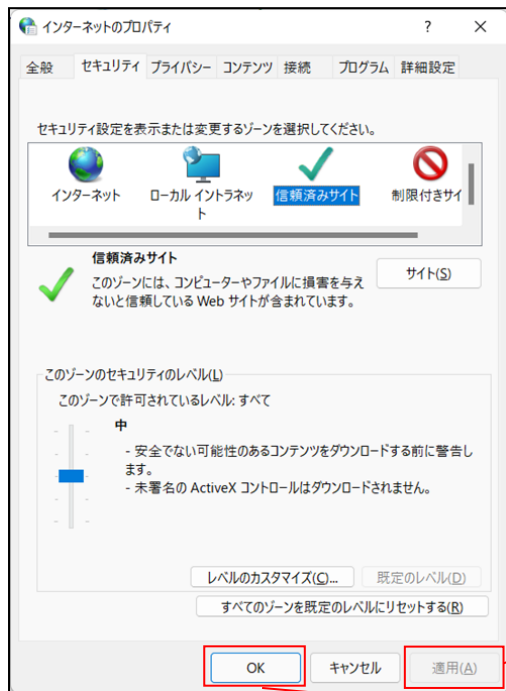 インターネットのプロパティ ? ×
全般 セキュリティ プライバシー コンテンツ 接続 プログラム 詳細設定
セキュリティ設定を表示または変更するゾーンを選択してください。
インターネット ローカル イントラネッ 信頼済みサイト 制限付きサイ
ト
信頼済みサイト
サイト(S)
このゾーンには、コンピューターやファイルに損害を与え
ないと信頼している Web サイトが含まれています。
このゾーンのセキュリティのレベル(L)
このゾーンで許可されているレベル: すべて
中
- 安全でない可能性のあるコンテンツをダウンロードする前に警告し
ます。
- 未署名の ActiveX コントロールはダウンロードされません。
レベルのカスタマイズ(C)... 既定のレベル(D)
すべてのゾーンを既定のレベルにリセットする(R)
OK キャンセル 適用(A)